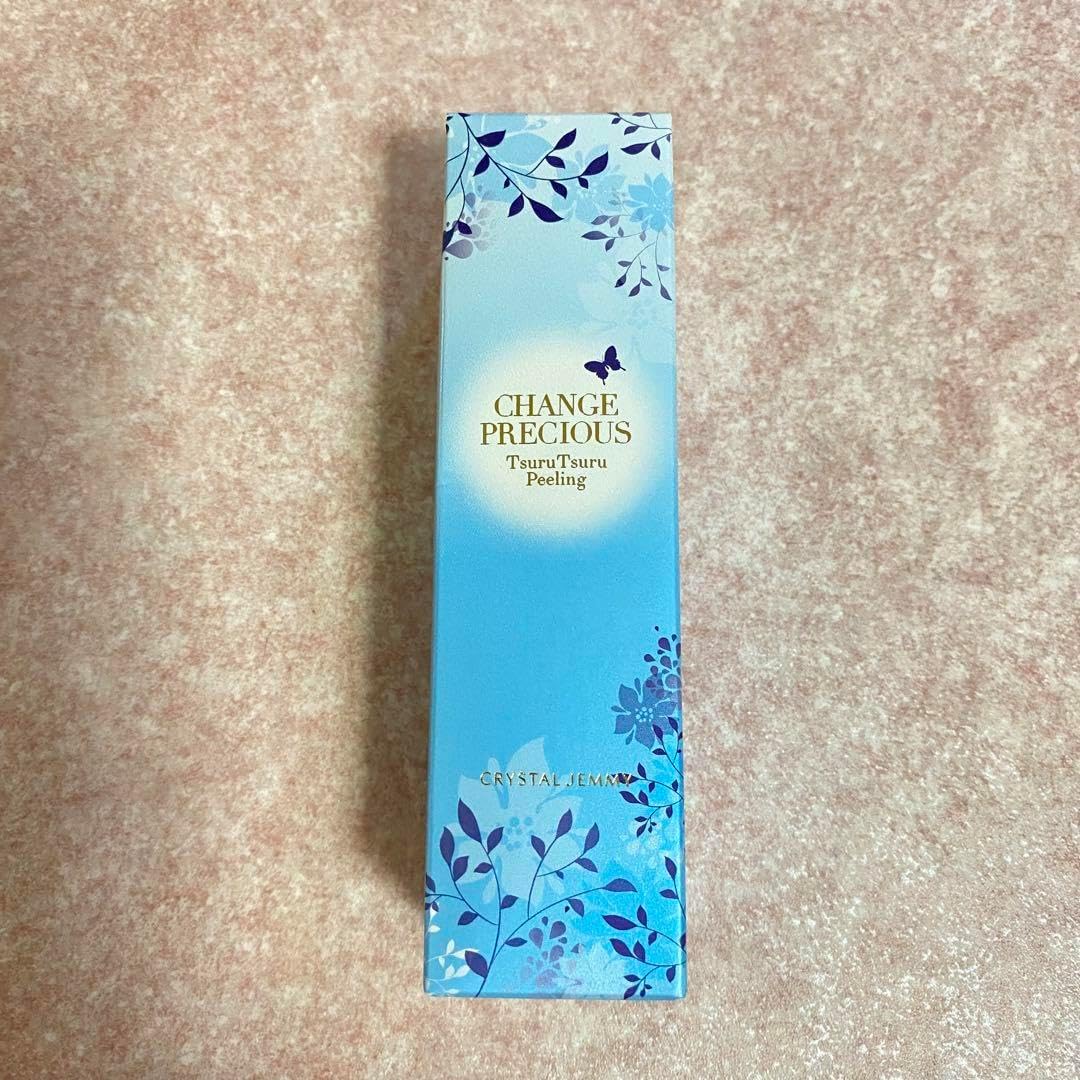 CHANGE
PRECIOUS
TsuruTsuru
Peeling
CRYSTAL JEMMY